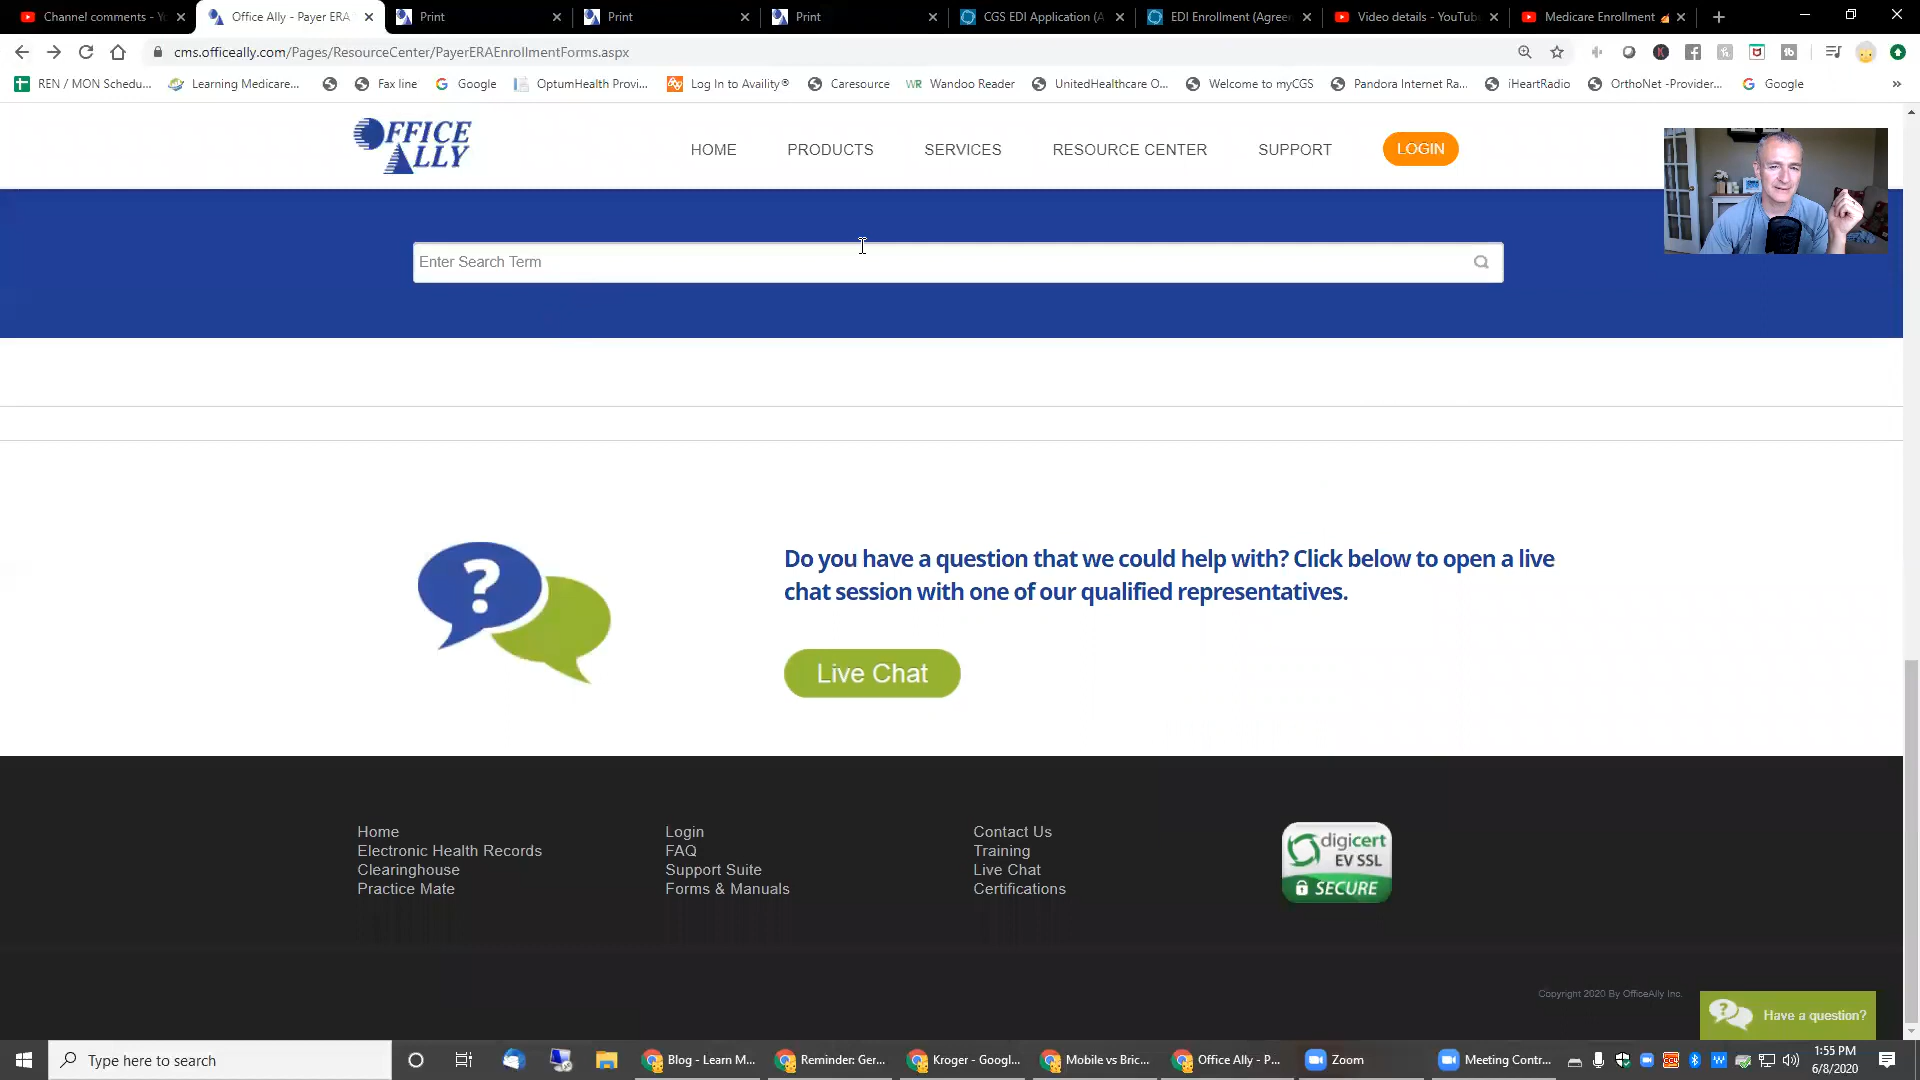 Channel comments - Yo
Office Ally - Payer ERA
Print
Print
Print
CGS EDI Application (A
EDI Enrollment (Agreem
Video details - YouTube
Medicare Enrollment
cms.officeally.com/Pages/ResourceCenter/PayerERAEnrollmentForms.aspx
REN / MON Schedu...
Learning Medicare...
Fax line
Google
OptumHealth Provi...
Log In to Availity®
Caresource
WR Wandoo Reader
UnitedHealthcare O...
Welcome to myCGS
Pandora Internet Ra...
iHeartRadio
OrthoNet -Provider...
Google
»
OFFICE
ALLY
HOME
PRODUCTS
SERVICES
RESOURCE CENTER
SUPPORT
LOGIN
Enter Search Term
?
Do you have a question that we could help with? Click below to open a live
chat session with one of our qualified representatives.
Live Chat
Home
Electronic Health Records
Clearinghouse
Practice Mate
Login
FAQ
Support Suite
Forms & Manuals
Contact Us
Training
Live Chat
Certifications
digicert
EV SSL
SECURE
Copyright 2020 By OfficeAlly Inc.
Have a question?
Type here to search
Blog - Learn M...
Reminder: Ger...
Kroger - Googl...
Mobile vs Bric...
Office Ally - P...
Zoom
Meeting Contr...
1:55 PM
6/8/2020